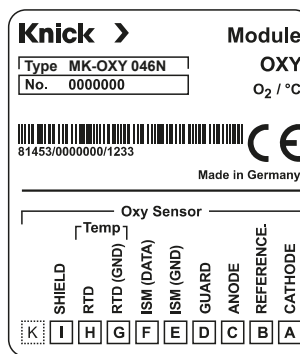 Knick > Module
Type MK-OXY 046N OXY
No. 0000000 O2 / °C
81453/0000000/1233 CE
Made in Germany
Oxy Sensor
Temp
SHIELD RTD RTD (GND) ISM (DATA) ISM (GND) GUARD ANODE REFERENCE. CATHODE
K I H G F E D C B A